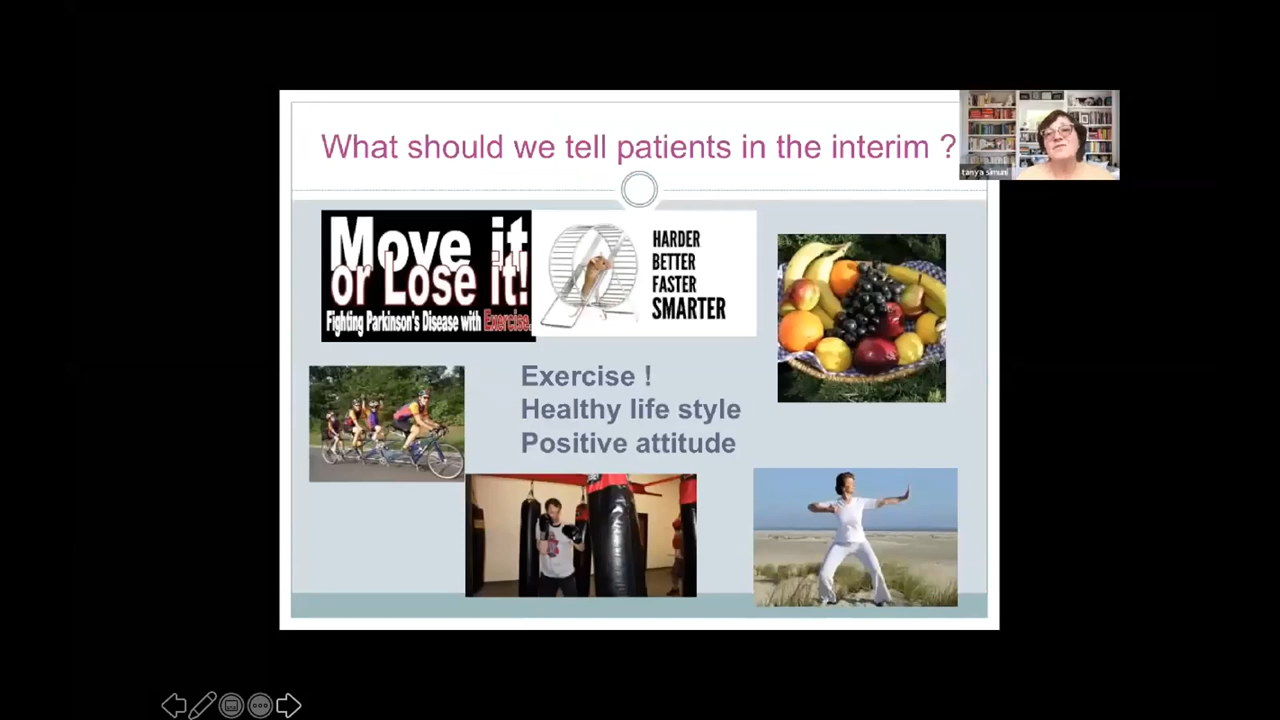 What should we tell patients in the interim ?
tanya simuni
Move it
or Lose it!
Fighting Parkinson's Disease with Exercise.
HARDER
BETTER
FASTER
SMARTER
Exercise !
Healthy life style
Positive attitude